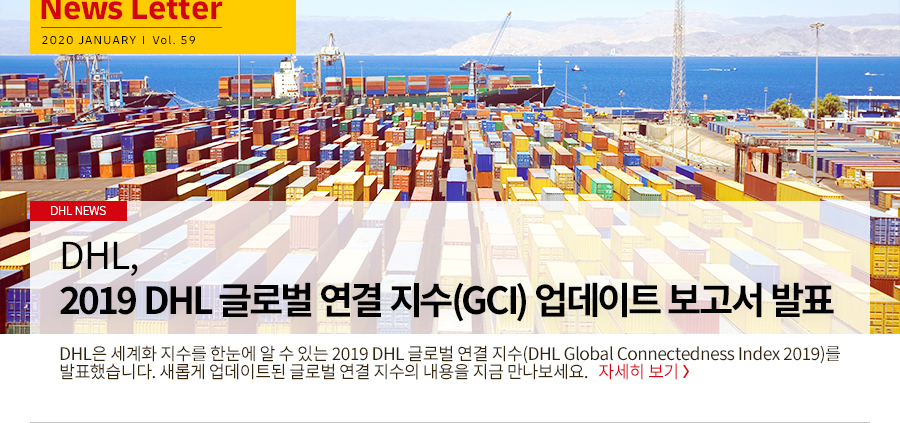 News Letter
2020 JANUARY I Vol. 59
DHL NEWS
DHL,
2019 DHL 글로벌 연결 지수(GCI) 업데이트 보고서 발표
DHL은 세계화 지수를 한눈에 알 수 있는 2019 DHL 글로벌 연결 지수(DHL Global Connectedness Index 2019)를
발표했습니다. 새롭게 업데이트된 글로벌 연결 지수의 내용을 지금 만나보세요. 자세히 보기 >